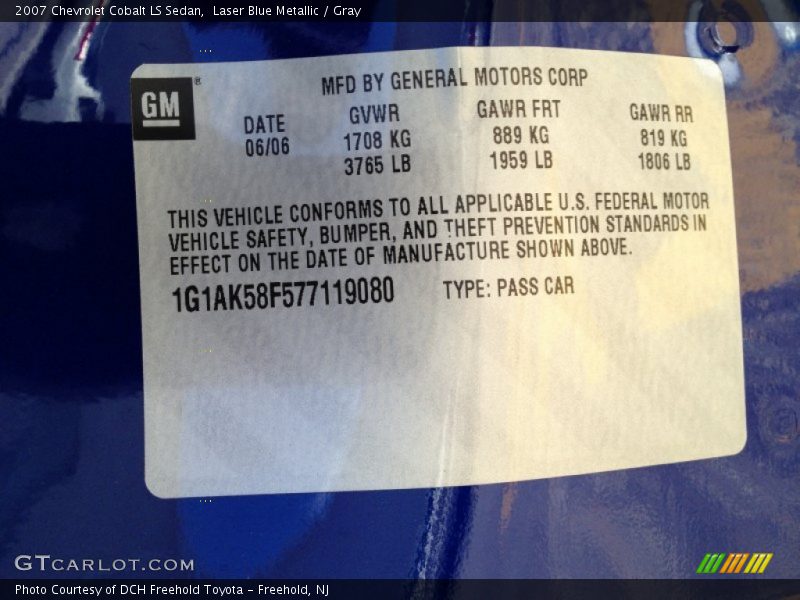 2007 Chevrolet Cobalt LS Sedan,  Laser Blue Metallic / Gray
MFD BY GENERAL MOTORS CORP
GM ®
DATE GVWR GAWR FRT GAWR RR
06/06 1708 KG 889 KG 819 KG
3765 LB 1959 LB 1806 LB
THIS VEHICLE CONFORMS TO ALL APPLICABLE U.S. FEDERAL MOTOR
VEHICLE SAFETY, BUMPER, AND THEFT PREVENTION STANDARDS IN
EFFECT ON THE DATE OF MANUFACTURE SHOWN ABOVE.
1G1AK58F577119080 TYPE: PASS CAR
GTCARLOT.COM
Photo Courtesy of DCH Freehold Toyota - Freehold, NJ